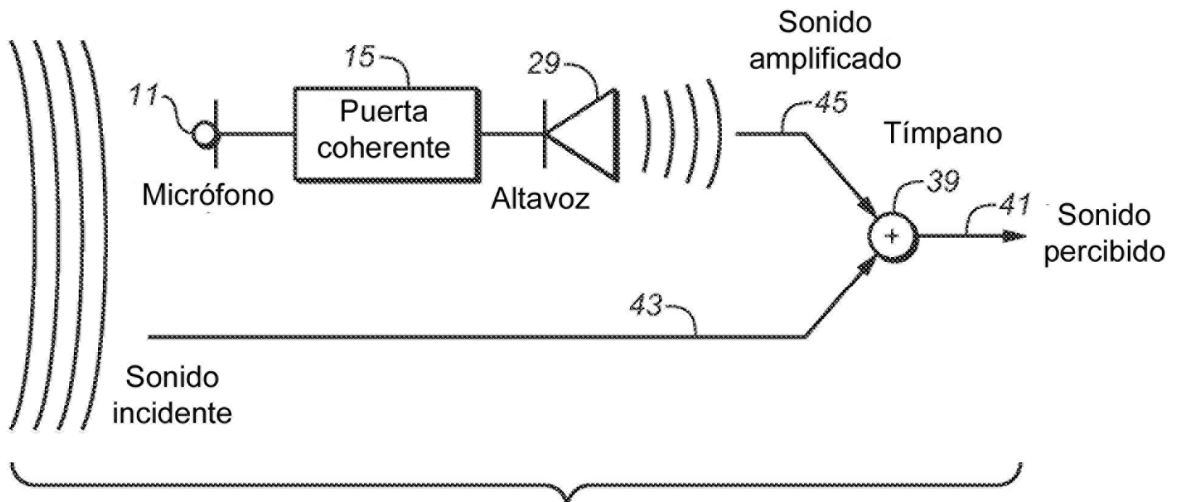 Sonido
amplificado
15
29
11
Puerta
coherente
45
Tímpano
Micrófono
Altavoz
39
+
41
Sonido
percibido
43
Sonido
incidente